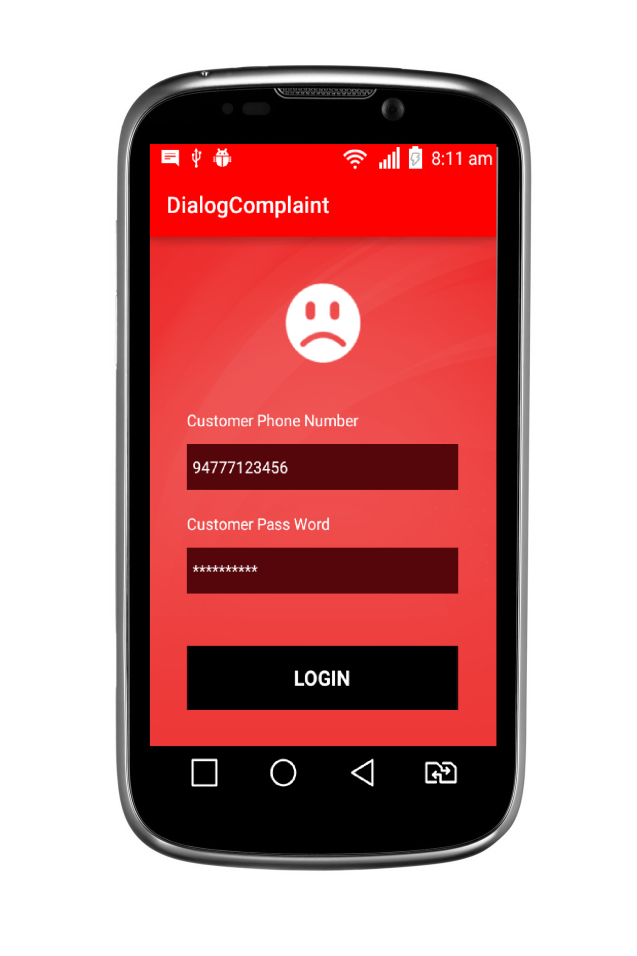 8:11 am
DialogComplaint
Customer Phone Number
94777123456
Customer Pass Word
**********
LOGIN